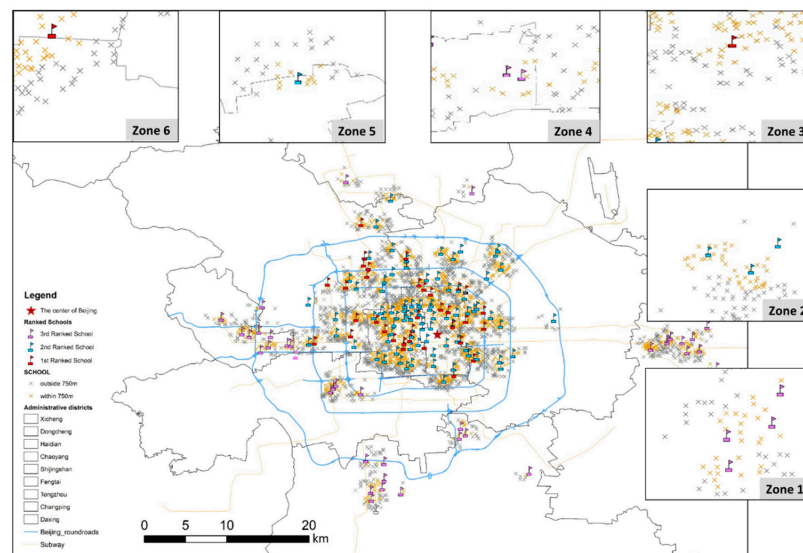 Zone 6
Zone 5
Zone 4
Zone 3
Zone 2
Zone 1
Legend
The center of Beijing
Ranked Schools
3rd Ranked School
2nd Ranked School
1st Ranked School
SCHOOL
outside 750m
within 750m
Administrative districts
Xicheng
Dongcheng
Haidian
Chaoyang
Shijingshan
Fengtai
Tongzhou
Changping
Daxing
Beijing_roundroads
Subway
0 5 10 20
km